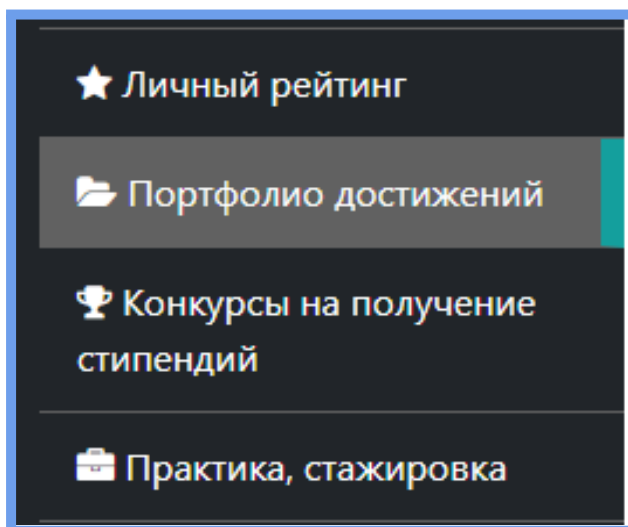 Личный рейтинг
Портфолио достижений
Конкурсы на получение
стипендий
Практика, стажировка